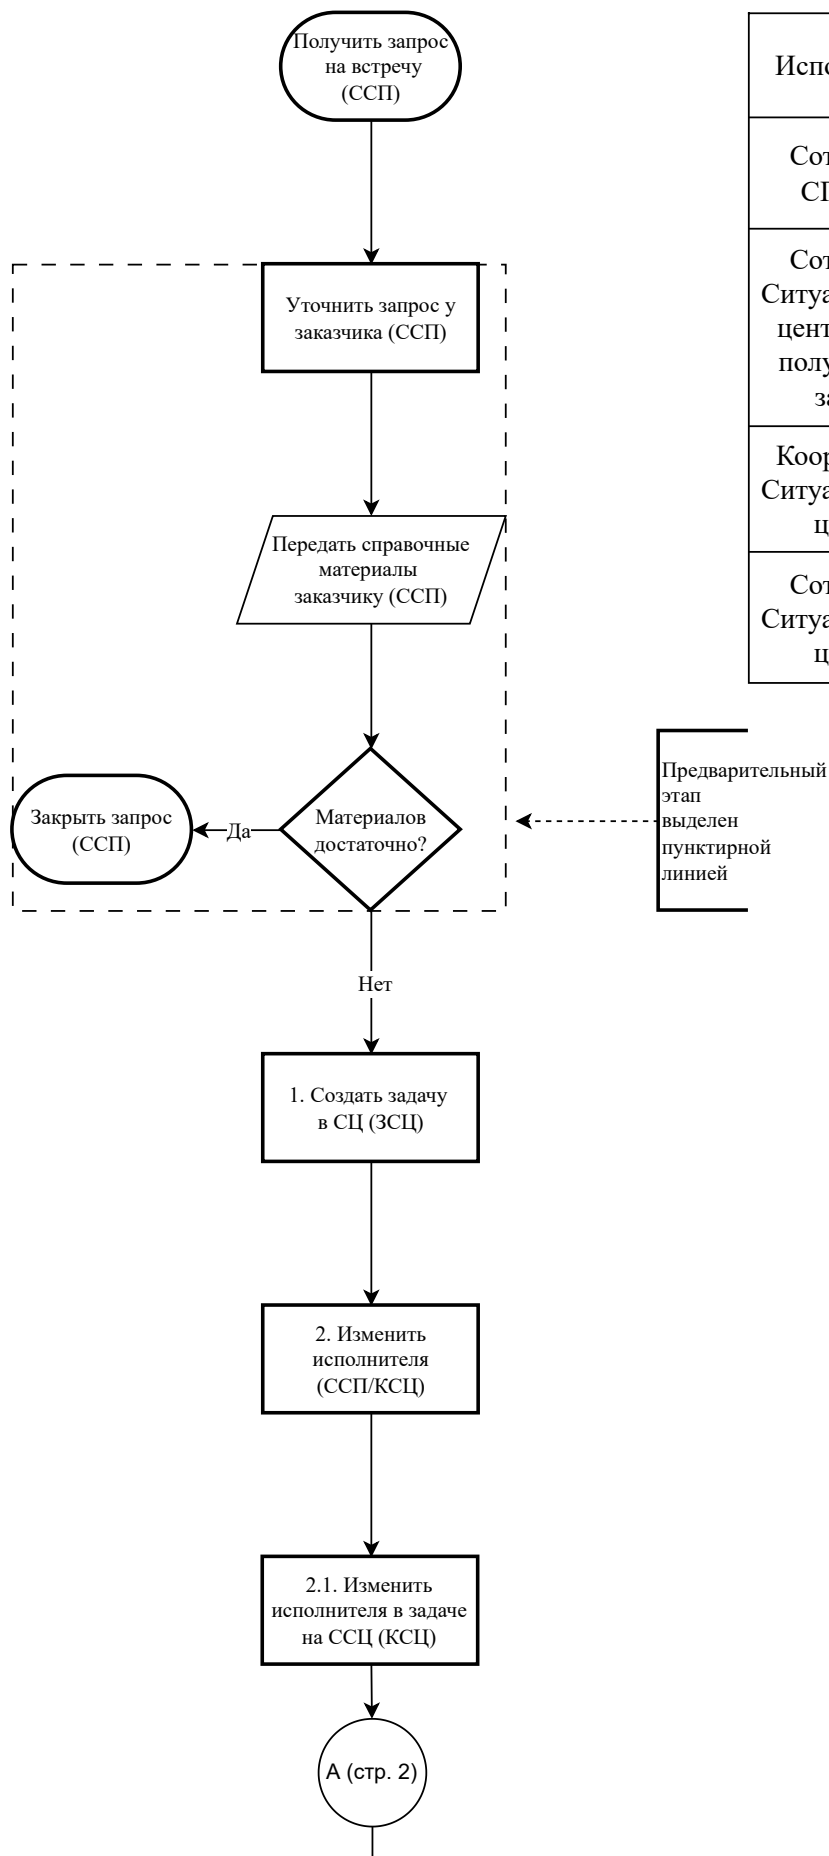 Получить запрос
на встречу
(ССП)
Уточнить запрос у
заказчика (ССП)
Передать справочные
материалы
заказчику (ССП)
Материалов
достаточно?
Да
Закрыть запрос
(ССП)
Предварительный
этап
выделен
пунктирной
линией
Нет
1. Создать задачу
в СЦ (ЗСЦ)
2. Изменить
исполнителя
(ССП/КСЦ)
2.1. Изменить
исполнителя в задаче
на ССЦ (КСЦ)
А (стр. 2)